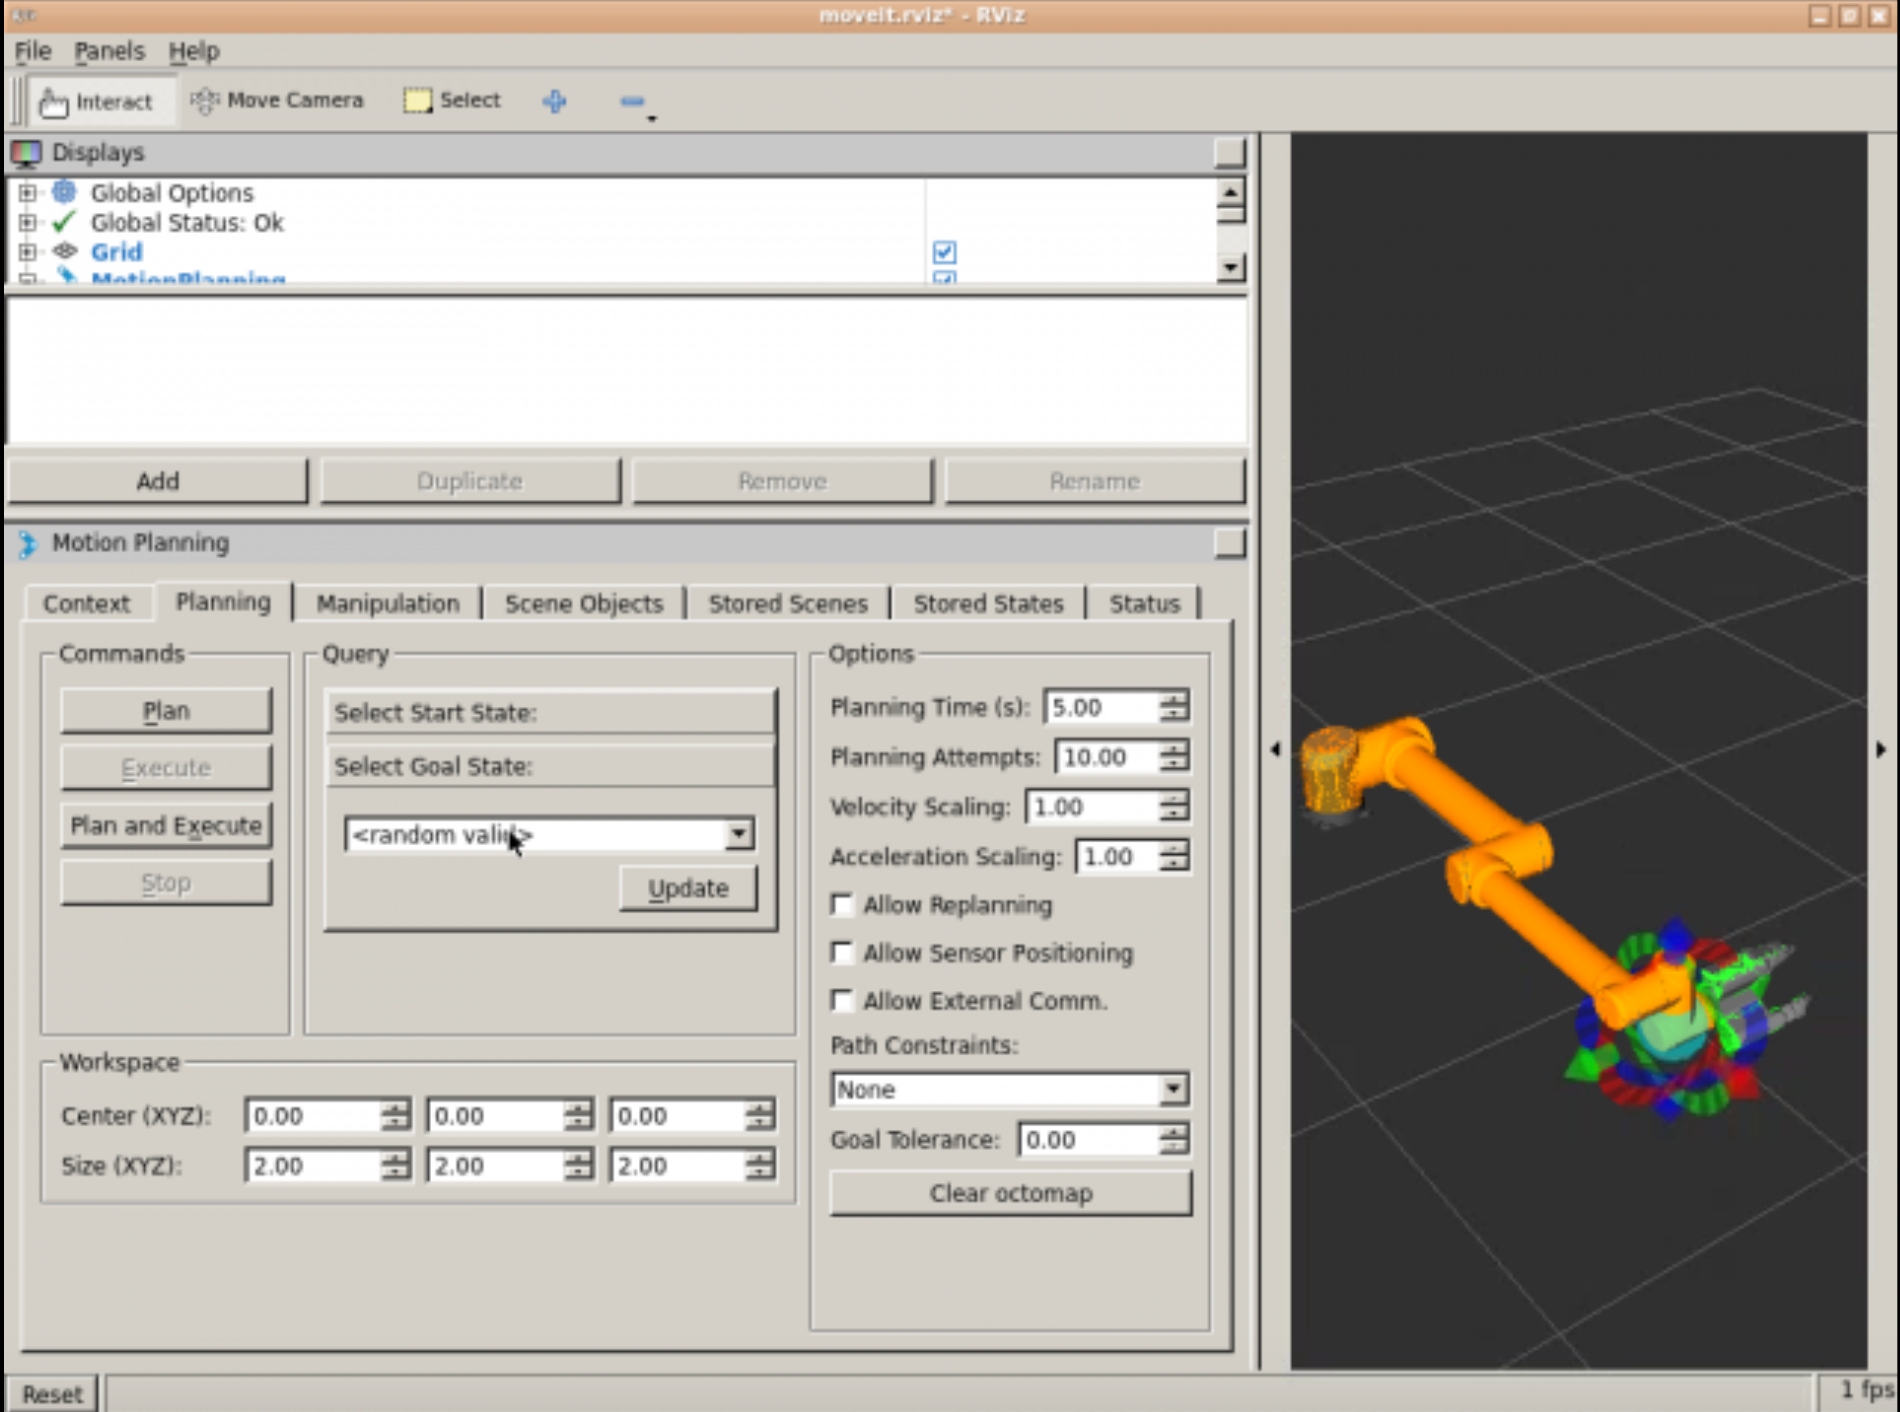 moveit.rviz* - RViz
File Panels Help
Interact Move Camera Select
Displays
Global Options
Global Status: Ok
Grid
MotionPlanning
Add Duplicate Remove Rename
Motion Planning
Context Planning Manipulation Scene Objects Stored Scenes Stored States Status
Commands
Plan
Execute
Plan and Execute
Stop
Query
Select Start State:
Select Goal State:
<random valid>
Update
Workspace
Center (XYZ): 0.00 0.00 0.00
Size (XYZ): 2.00 2.00 2.00
Options
Planning Time (s): 5.00
Planning Attempts: 10.00
Velocity Scaling: 1.00
Acceleration Scaling: 1.00
Allow Replanning
Allow Sensor Positioning
Allow External Comm.
Path Constraints:
None
Goal Tolerance: 0.00
Clear octomap
Reset
1 fps